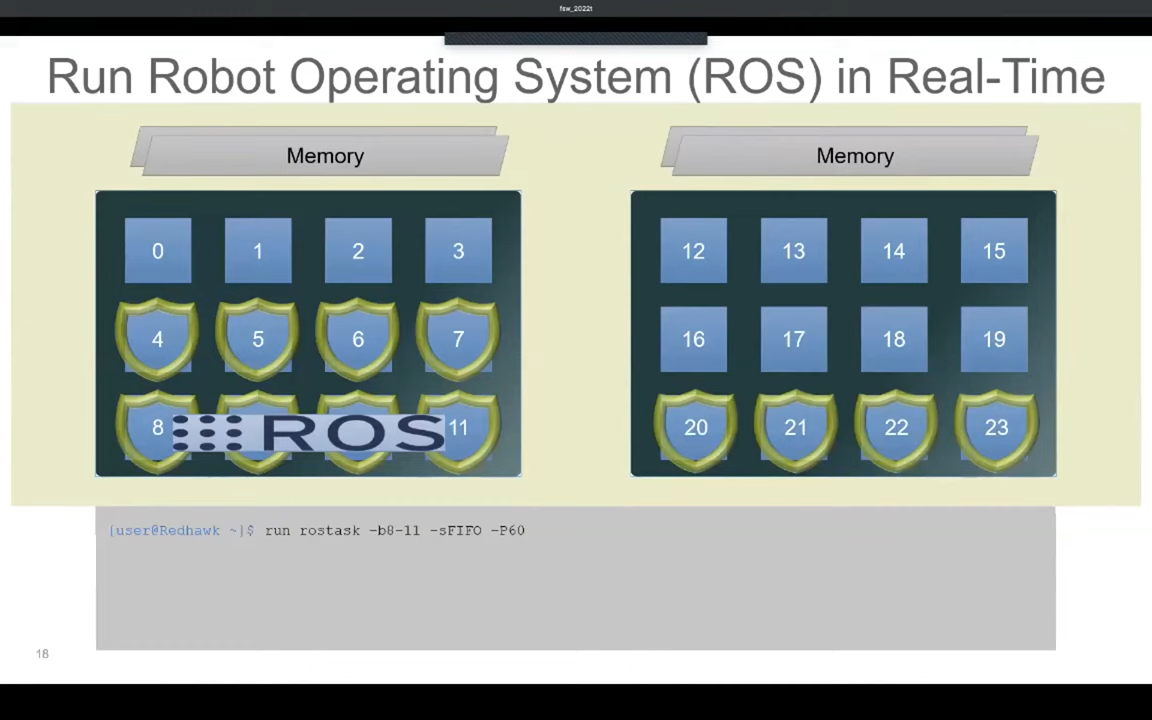 fsw_2022t
Run Robot Operating System (ROS) in Real-Time
Memory
Memory
0 1 2 3
12 13 14 15
4 5 6 7
16 17 18 19
8 ROS 11
20 21 22 23
[user@Redhawk ~]$ run rostask -b8-11 -sFIFO -P60
18